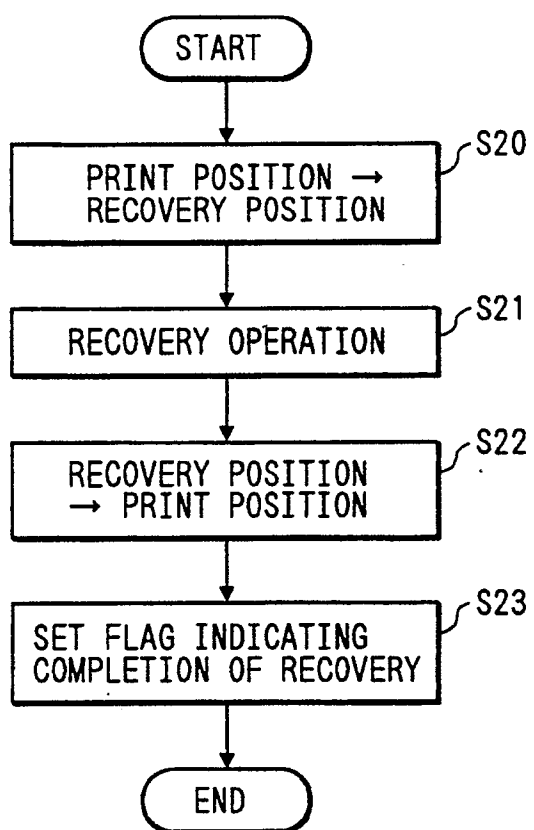 START
S20
PRINT POSITION →
RECOVERY POSITION
S21
RECOVERY OPERATION
S22
RECOVERY POSITION
→ PRINT POSITION
S23
SET FLAG INDICATING
COMPLETION OF RECOVERY
END